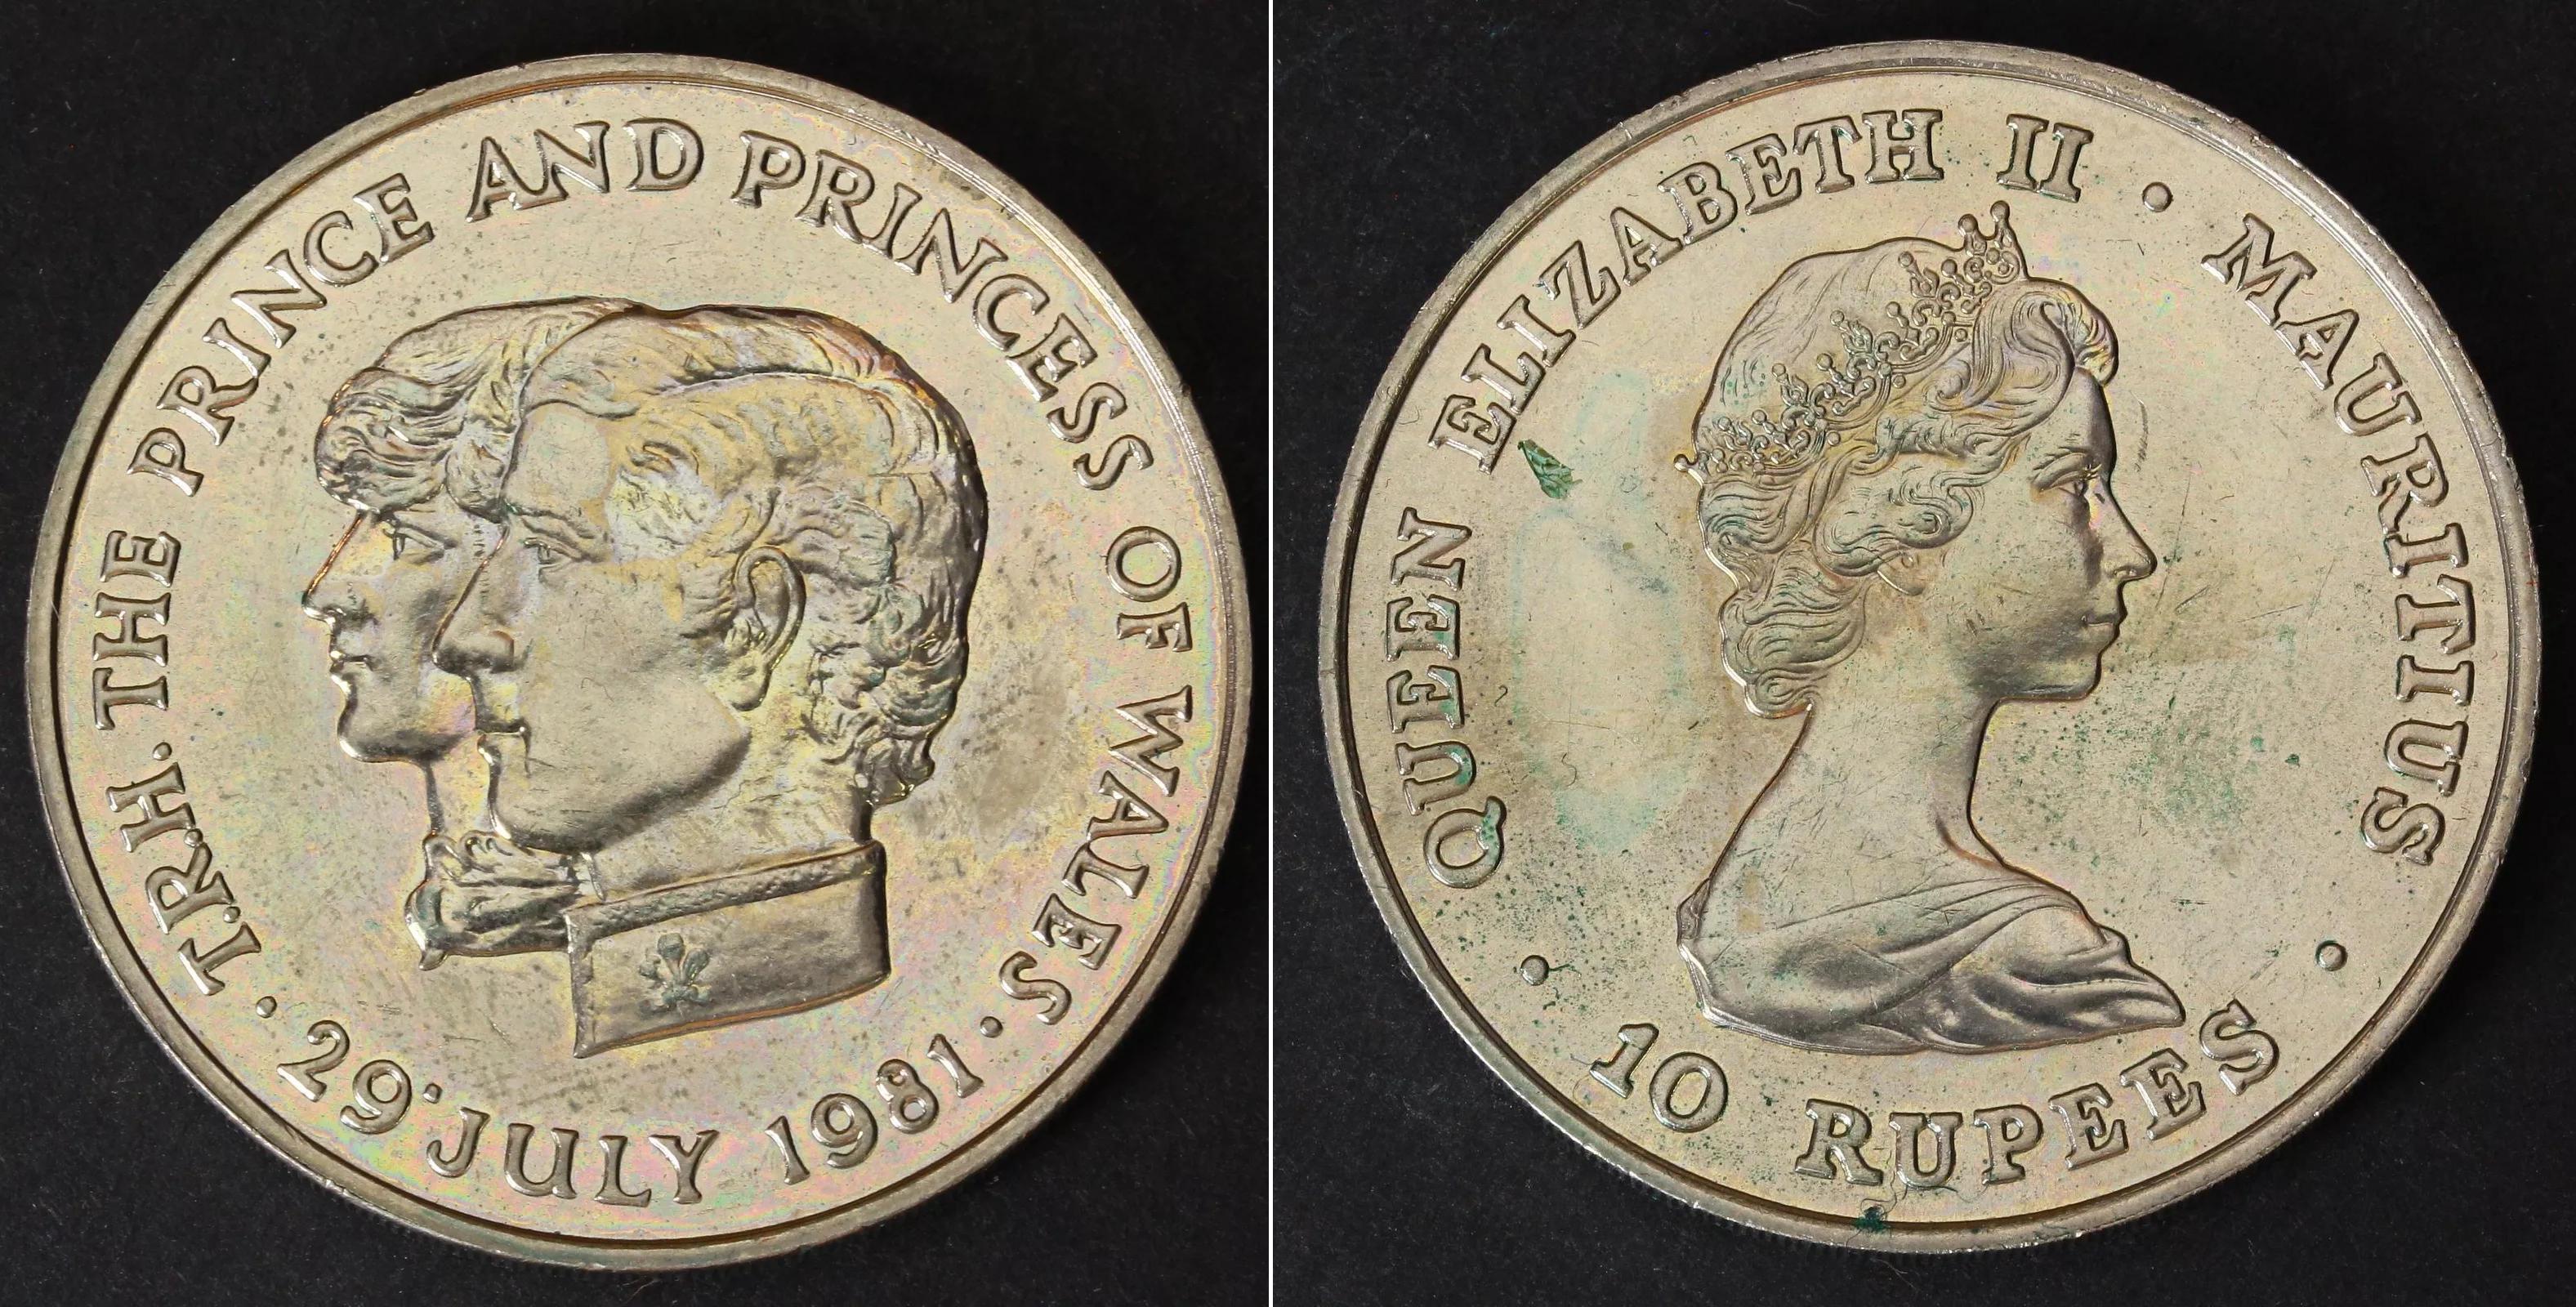 T.R.H. THE PRINCE AND PRINCESS OF WALES ·
· 29· JULY 1981 ·
QUEEN ELIZABETH II · MAURITIUS
· 10 RUPEES ·